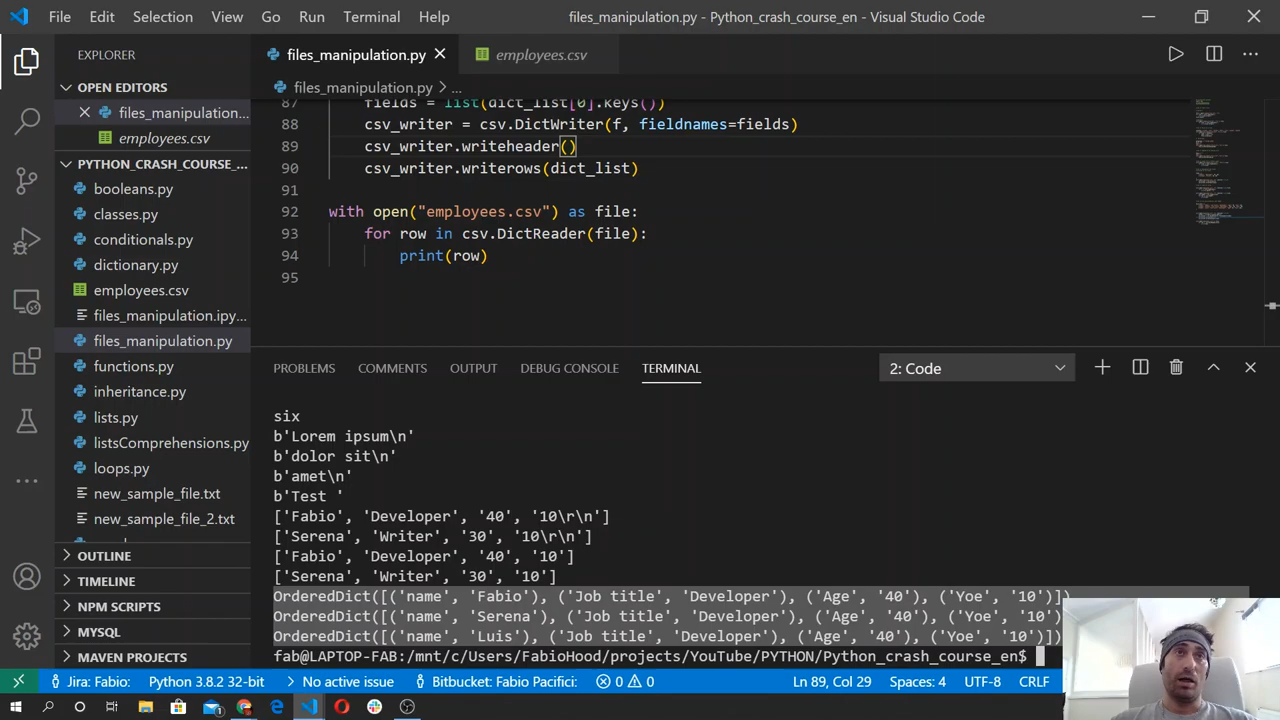 File Edit Selection View Go Run Terminal Help files_manipulation.py - Python_crash_course_en - Visual Studio Code
EXPLORER
OPEN EDITORS
files_manipulation...
employees.csv
PYTHON_CRASH_COURSE_...
booleans.py
classes.py
conditionals.py
dictionary.py
employees.csv
files_manipulation.ipy...
files_manipulation.py
functions.py
inheritance.py
lists.py
listsComprehensions.py
loops.py
new_sample_file.txt
new_sample_file_2.txt
OUTLINE
TIMELINE
NPM SCRIPTS
MYSQL
MAVEN PROJECTS
files_manipulation.py employees.csv
files_manipulation.py > ...
87 fields = list(dict_list[0].keys())
88 csv_writer = csv.DictWriter(f, fieldnames=fields)
89 csv_writer.writeheader()
90 csv_writer.writerows(dict_list)
91
92 with open("employees.csv") as file:
93 for row in csv.DictReader(file):
94 print(row)
95
PROBLEMS COMMENTS OUTPUT DEBUG CONSOLE TERMINAL 2: Code
six
b'Lorem ipsum\n'
b'dolor sit\n'
b'amet\n'
b'Test '
['Fabio', 'Developer', '40', '10\r\n']
['Serena', 'Writer', '30', '10\r\n']
['Fabio', 'Developer', '40', '10']
['Serena', 'Writer', '30', '10']
OrderedDict([('name', 'Fabio'), ('Job title', 'Developer'), ('Age', '40'), ('Yoe', '10')])
OrderedDict([('name', 'Serena'), ('Job title', 'Developer'), ('Age', '40'), ('Yoe', '10')
OrderedDict([('name', 'Luis'), ('Job title', 'Developer'), ('Age', '40'), ('Yoe', '10')])
fab@LAPTOP-FAB:/mnt/c/Users/FabioHood/projects/YouTube/PYTHON/Python_crash_course_en$
Jira: Fabio: Python 3.8.2 32-bit No active issue Bitbucket: Fabio Pacifici: 0 0 Ln 89, Col 29 Spaces: 4 UTF-8 CRLF